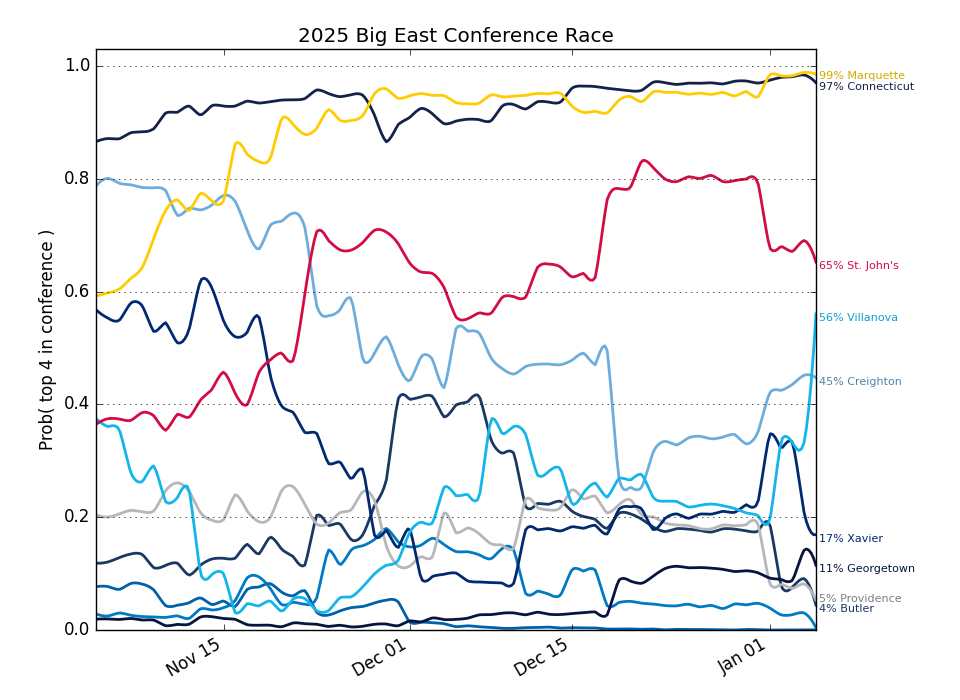 2025 Big East Conference Race
1.0
0.8
0.6
0.4
0.2
0.0
Prob( top 4 in conference )
Nov 15
Dec 01
Dec 15
Jan 01
99% Marquette
97% Connecticut
65% St. John's
56% Villanova
45% Creighton
17% Xavier
11% Georgetown
5% Providence
4% Butler